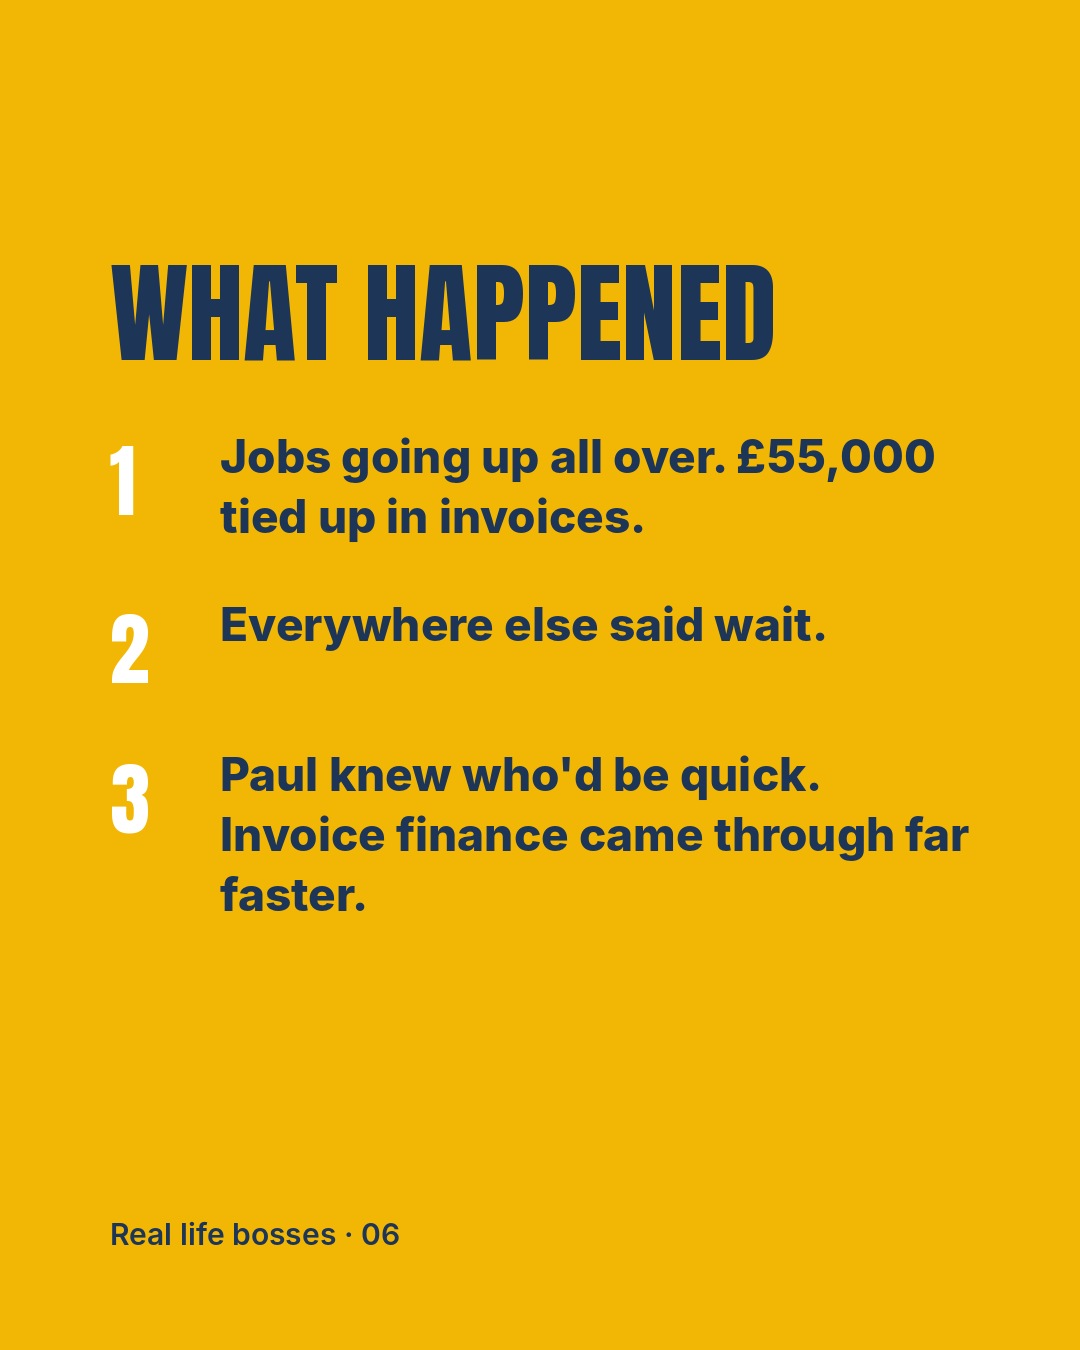 WHAT HAPPENED
1
Jobs going up all over. £55,000
tied up in invoices.
2
Everywhere else said wait.
3
Paul knew who'd be quick.
Invoice finance came through far
faster.
Real life bosses · 06